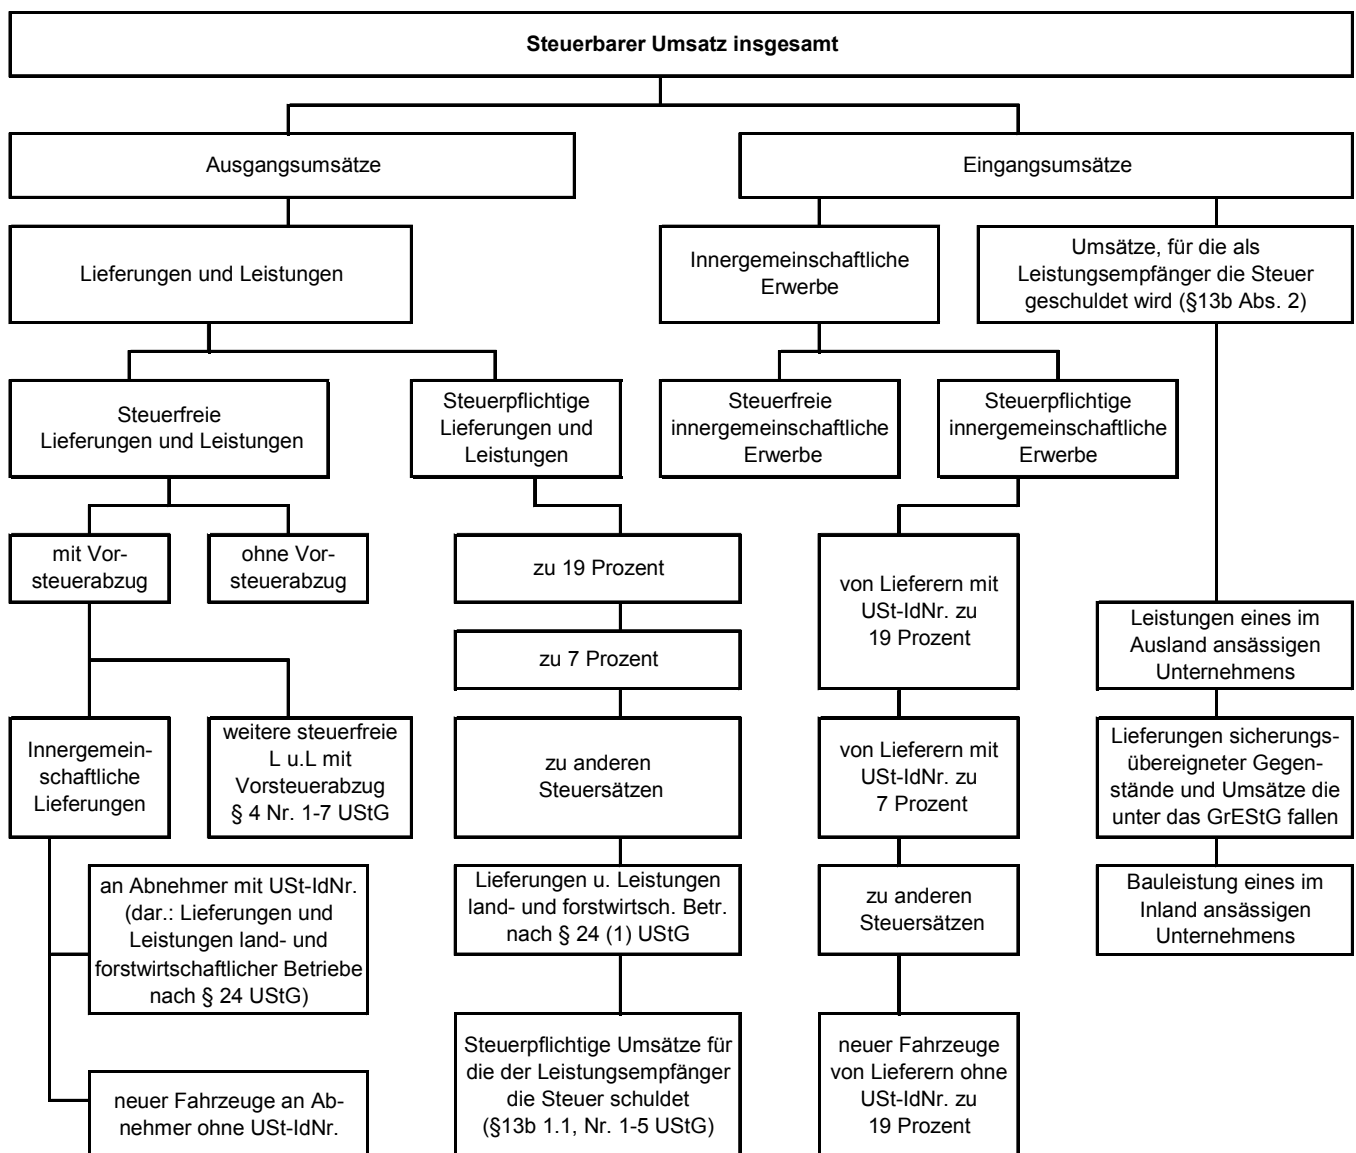 Steuerbarer Umsatz insgesamt
Ausgangsumsätze
Eingangsumsätze
Lieferungen und Leistungen
Innergemeinschaftliche
Erwerbe
Umsätze, für die als
Leistungsempfänger die Steuer
geschuldet wird (§13b Abs. 2)
Steuerfreie
Lieferungen und Leistungen
Steuerpflichtige
Lieferungen und
Leistungen
Steuerfreie
innergemeinschaftliche
Erwerbe
Steuerpflichtige
innergemeinschaftliche
Erwerbe
mit Vor-
steuerabzug
ohne Vor-
steuerabzug
zu 19 Prozent
von Lieferern mit
USt-IdNr. zu
19 Prozent
Leistungen eines im
Ausland ansässigen
Unternehmens
zu 7 Prozent
Innergemein-
schaftliche
Lieferungen
weitere steuerfreie
L u.L mit
Vorsteuerabzug
§ 4 Nr. 1-7 UStG
zu anderen
Steuersätzen
von Lieferern mit
USt-IdNr. zu
7 Prozent
Lieferungen sicherungs-
übereigneter Gegen-
stände und Umsätze die
unter das GrEStG fallen
an Abnehmer mit USt-IdNr.
(dar.: Lieferungen und
Leistungen land- und
forstwirtschaftlicher Betriebe
nach § 24 UStG)
Lieferungen u. Leistungen
land- und forstwirtsch. Betr.
nach § 24 (1) UStG
zu anderen
Steuersätzen
Bauleistung eines im
Inland ansässigen
Unternehmens
neuer Fahrzeuge an Ab-
nehmer ohne USt-IdNr.
Steuerpflichtige Umsätze für
die der Leistungsempfänger
die Steuer schuldet
(§13b 1.1, Nr. 1-5 UStG)
neuer Fahrzeuge
von Lieferern ohne
USt-IdNr. zu
19 Prozent